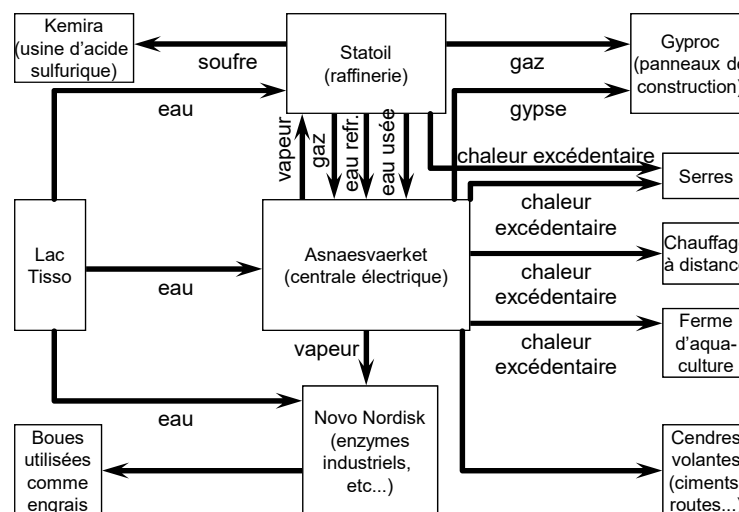 Kemira
(usine d'acide
sulfurique)
soufre
Statoil
(raffinerie)
gaz
Gyproc
(panneaux de
construction)
eau
gypse
vapeur
gaz
eau refr.
eau usée
chaleur excédentaire
Serres
chaleur
excédentaire
Lac
Tisso
eau
Asnaesvaerket
(centrale électrique)
chaleur
excédentaire
Chauffage
à distance
chaleur
excédentaire
Ferme
d'aqua-
culture
vapeur
eau
Novo Nordisk
(enzymes
industriels,
etc...)
Boues
utilisées
comme
engrais
Cendres
volantes
(ciments,
routes...)